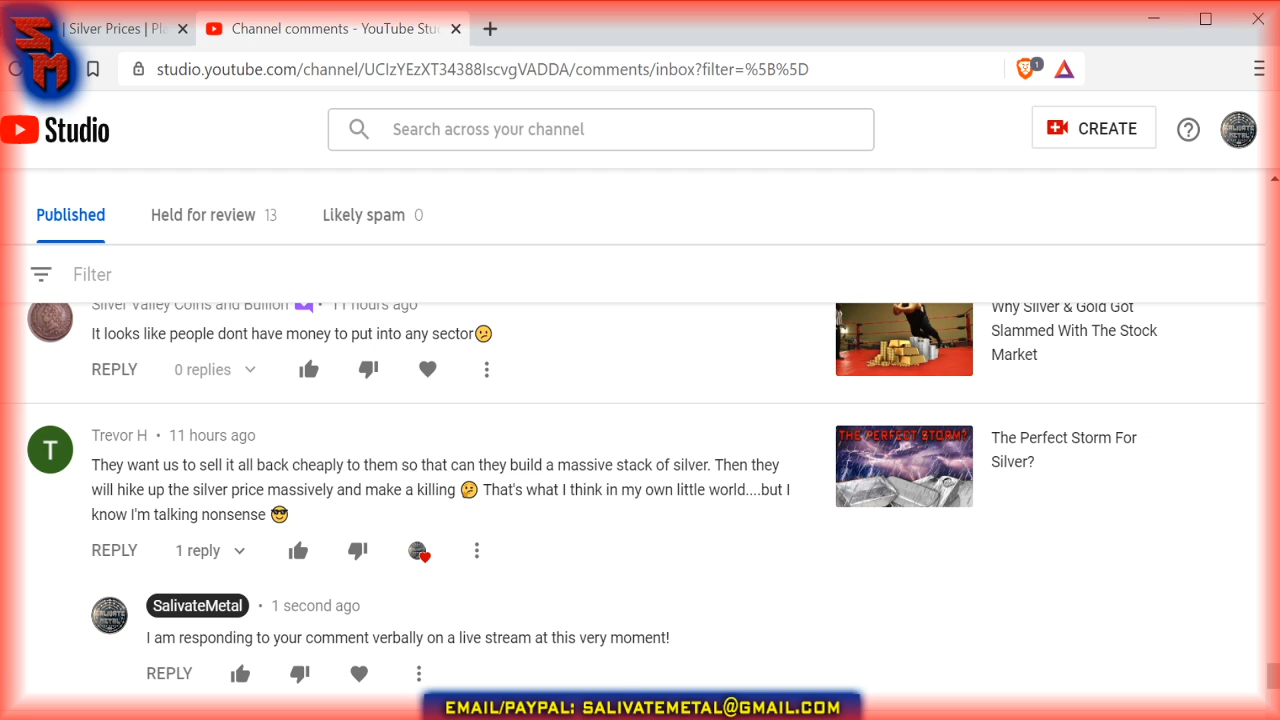 SM
| Silver Prices | Pla
Channel comments - YouTube Stu
studio.youtube.com/channel/UCIzYEzXT34388IscvgVADDA/comments/inbox?filter=%5B%5D
1
Studio
Search across your channel
CREATE
Published
Held for review 13
Likely spam 0
Filter
Silver Valley Coins and Bullion • 11 hours ago
It looks like people dont have money to put into any sector😕
REPLY 0 replies
Why Silver & Gold Got
Slammed With The Stock
Market
T
Trevor H • 11 hours ago
They want us to sell it all back cheaply to them so that can they build a massive stack of silver. Then they
will hike up the silver price massively and make a killing 🤔 That's what I think in my own little world....but I
know I'm talking nonsense 😎
REPLY 1 reply
THE PERFECT STORM?
The Perfect Storm For
Silver?
SalivateMetal • 1 second ago
I am responding to your comment verbally on a live stream at this very moment!
REPLY
EMAIL/PAYPAL: SALIVATEMETAL@GMAIL.COM